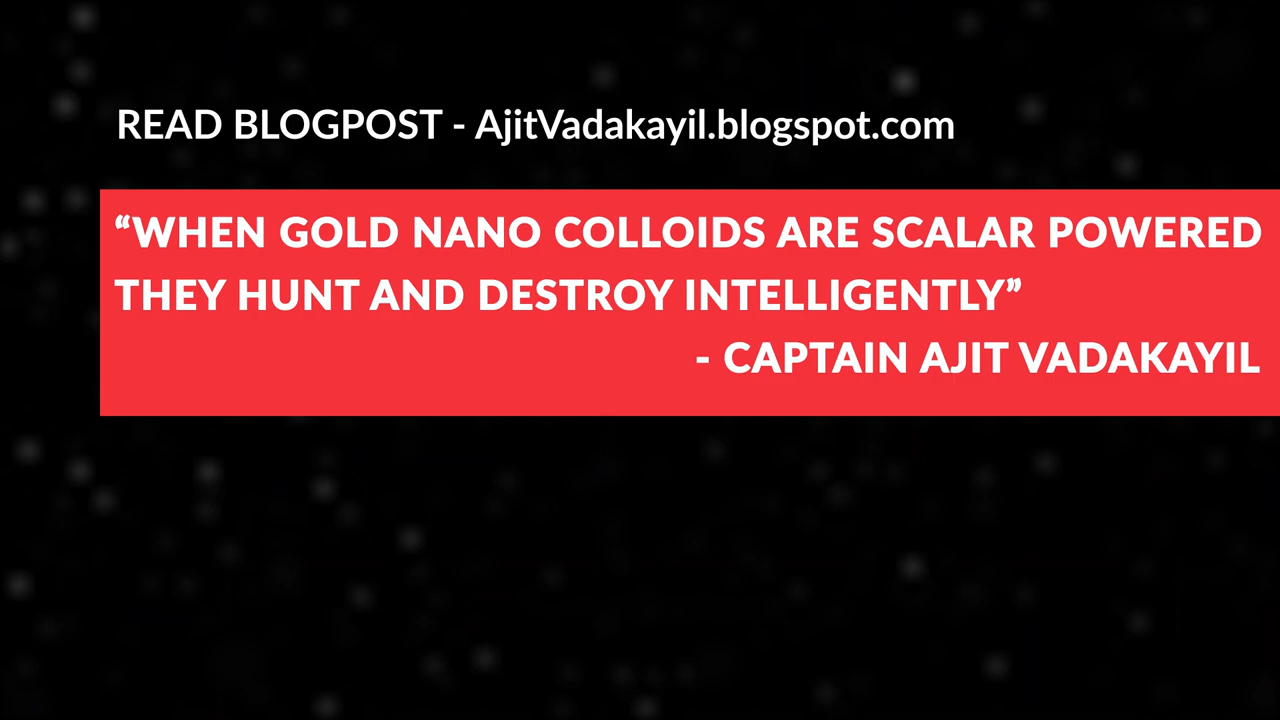 READ BLOGPOST - AjitVadakayil.blogspot.com
“WHEN GOLD NANO COLLOIDS ARE SCALAR POWERED
THEY HUNT AND DESTROY INTELLIGENTLY”
- CAPTAIN AJIT VADAKAYIL